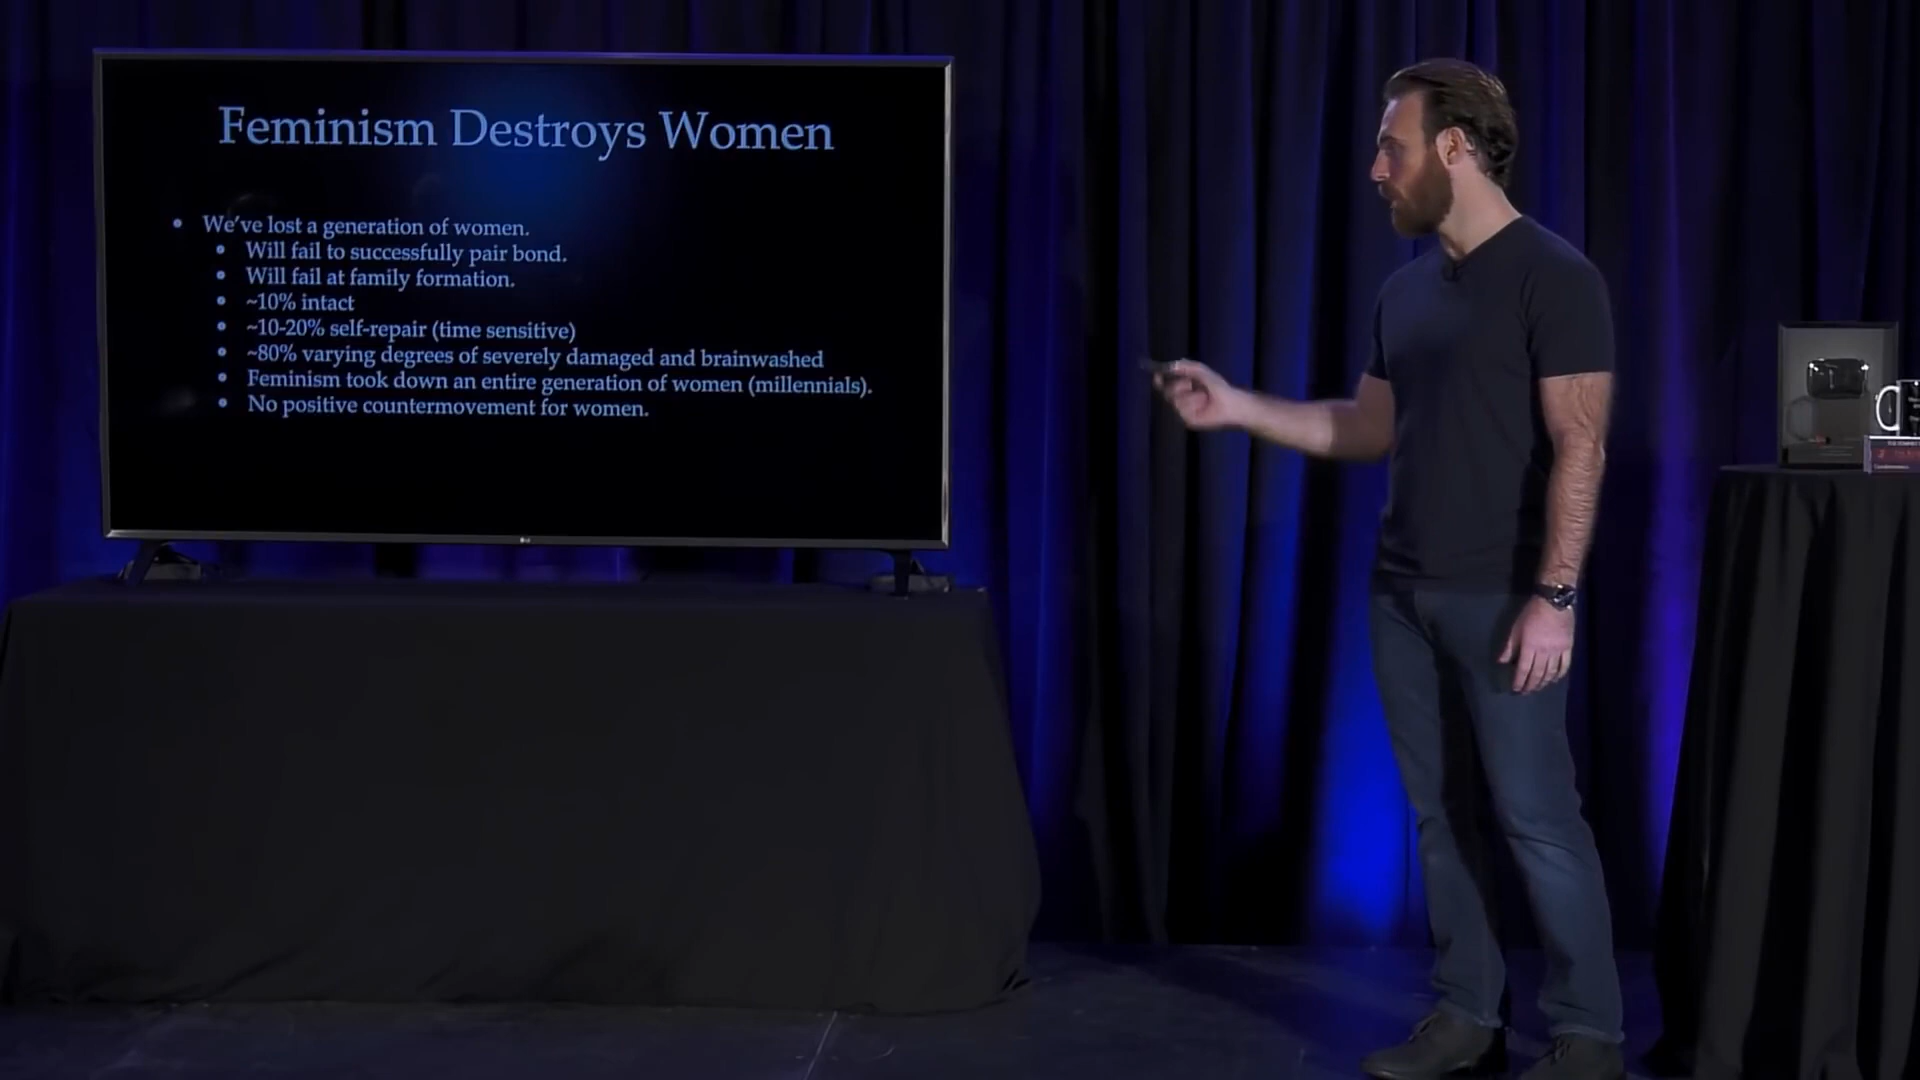 Feminism Destroys Women
• We've lost a generation of women.
• Will fail to successfully pair bond.
• Will fail at family formation.
• ~10% intact
• ~10-20% self-repair (time sensitive)
• ~80% varying degrees of severely damaged and brainwashed
• Feminism took down an entire generation of women (millennials).
• No positive countermovement for women.
LG